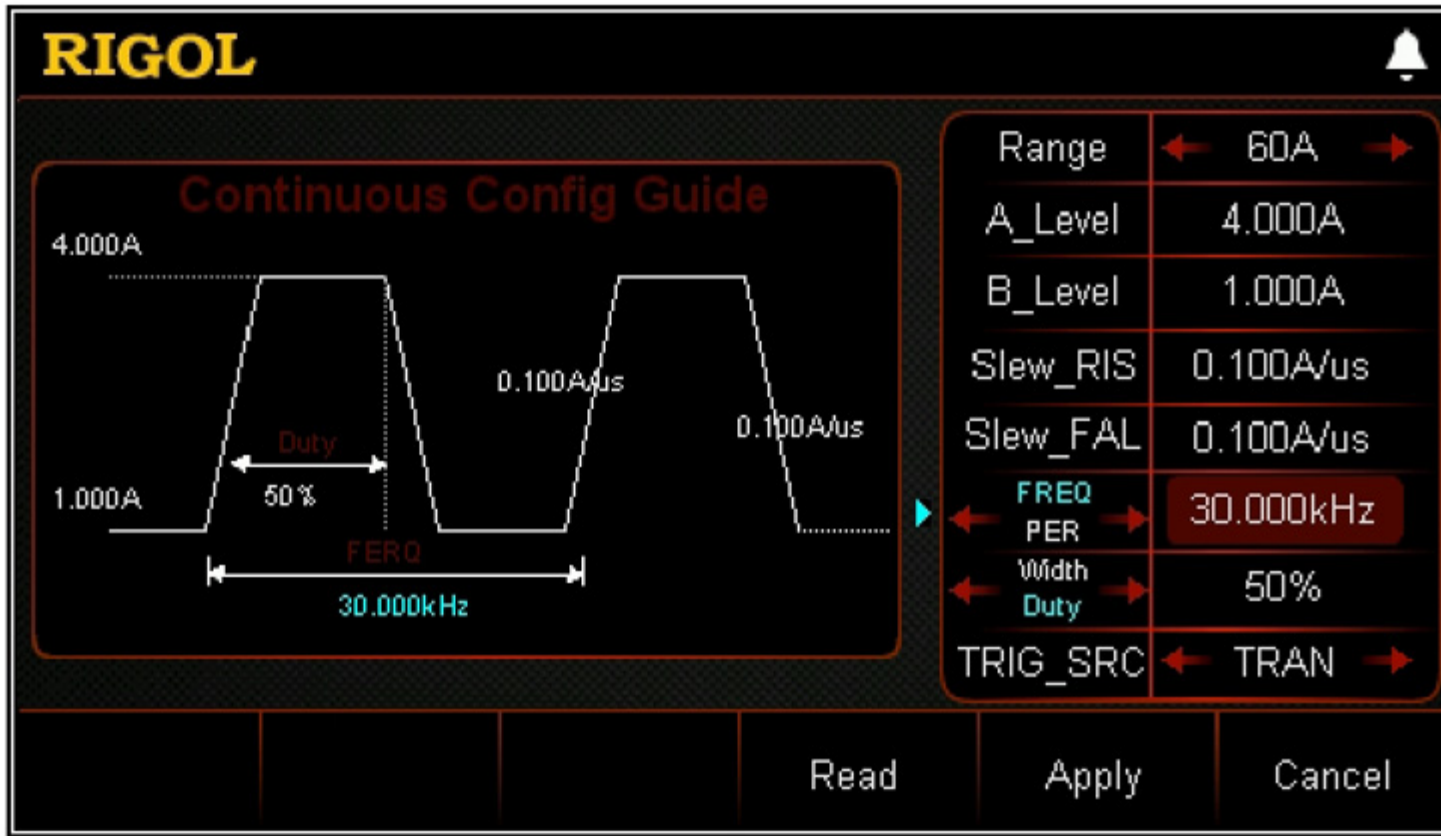 RIGOL
Continuous Config Guide
4.000A
0.100A/us
0.100A/us
Duty
50%
1.000A
FERQ
30.000kHz
Range 60A
A_Level 4.000A
B_Level 1.000A
Slew_RIS 0.100A/us
Slew_FAL 0.100A/us
FREQ
PER
30.000kHz
Width
Duty
50%
TRIG_SRC TRAN
Read Apply Cancel